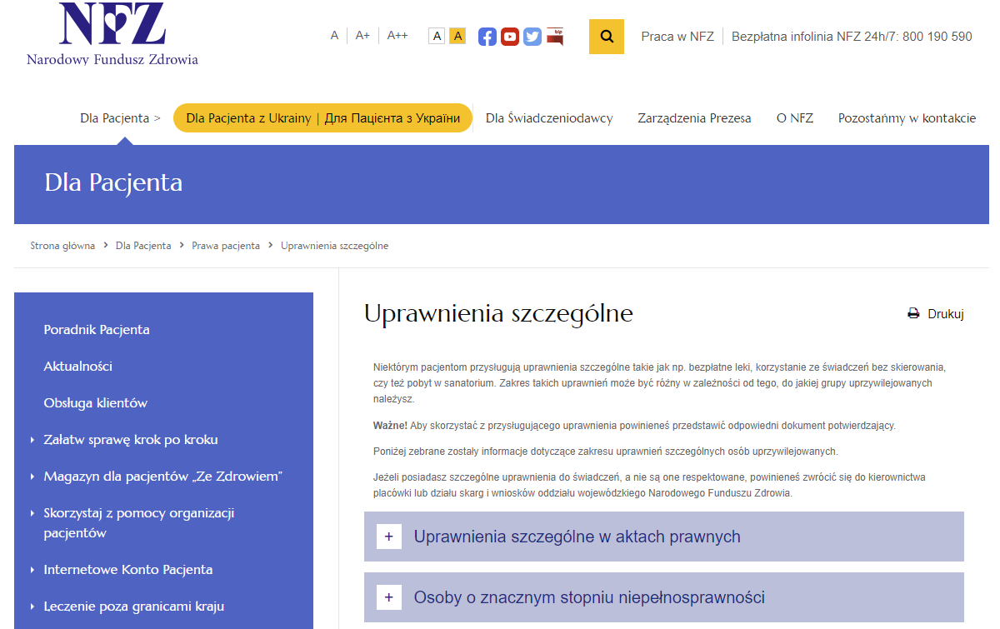 NFZ
Narodowy Fundusz Zdrowia
A A+ A++ A A bip Praca w NFZ Bezpłatna infolinia NFZ 24h/7: 800 190 590
Dla Pacjenta > Dla Pacjenta z Ukrainy | Для Пацієнта з України Dla Świadczeniodawcy Zarządzenia Prezesa O NFZ Pozostańmy w kontakcie
Dla Pacjenta
Strona główna > Dla Pacjenta > Prawa pacjenta > Uprawnienia szczególne
Poradnik Pacjenta
Aktualności
Obsługa klientów
Załatw sprawę krok po kroku
Magazyn dla pacjentów „Ze Zdrowiem”
Skorzystaj z pomocy organizacji
pacjentów
Internetowe Konto Pacjenta
Leczenie poza granicami kraju
Uprawnienia szczególne
Drukuj
Niektórym pacjentom przysługują uprawnienia szczególne takie jak np. bezpłatne leki, korzystanie ze świadczeń bez skierowania,
czy też pobyt w sanatorium. Zakres takich uprawnień może być różny w zależności od tego, do jakiej grupy uprzywilejowanych
należysz.
Ważne! Aby skorzystać z przysługującego uprawnienia powinieneś przedstawić odpowiedni dokument potwierdzający.
Poniżej zebrane zostały informacje dotyczące zakresu uprawnień szczególnych osób uprzywilejowanych.
Jeżeli posiadasz szczególne uprawnienia do świadczeń, a nie są one respektowane, powinieneś zwrócić się do kierownictwa
placówki lub działu skarg i wniosków oddziału wojewódzkiego Narodowego Funduszu Zdrowia.
+ Uprawnienia szczególne w aktach prawnych
+ Osoby o znacznym stopniu niepełnosprawności